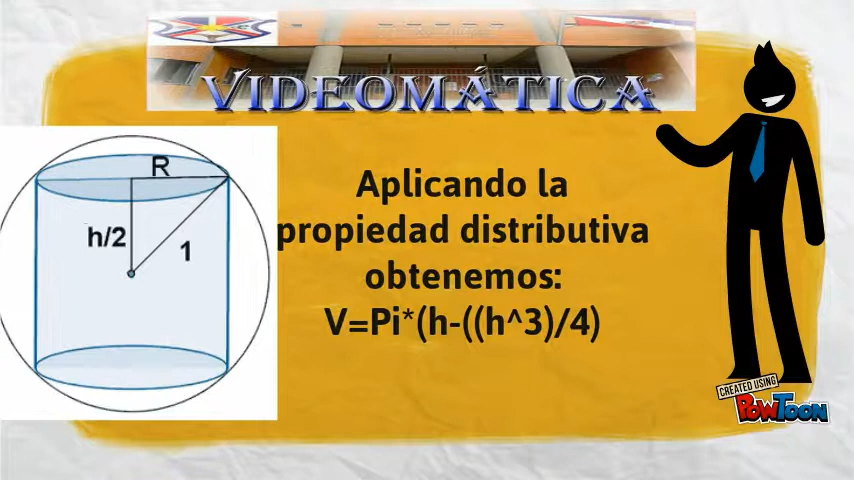 VIDEOMÁTICA
R
h/2
1
Aplicando la
propiedad distributiva
obtenemos:
V=Pi*(h-((h^3)/4)
CREATED USING
POWTOON